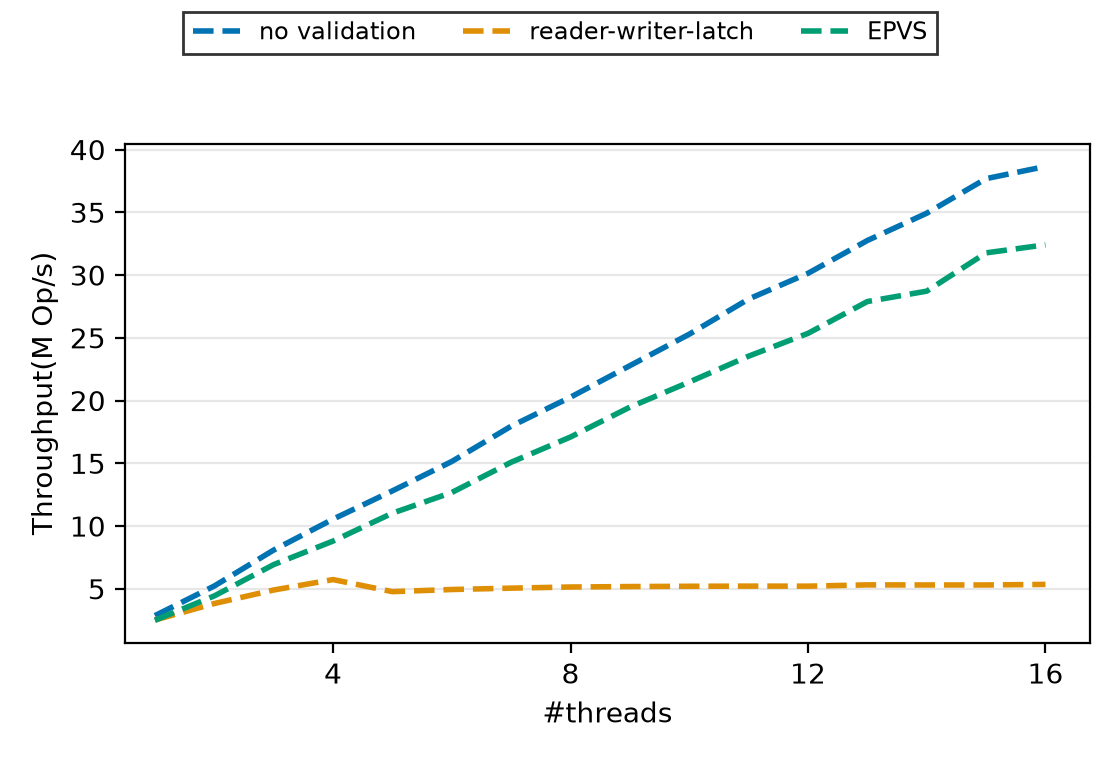 no validation reader-writer-latch EPVS
40
35
30
25
20
15
10
5
Throughput(M Op/s)
4 8 12 16
#threads